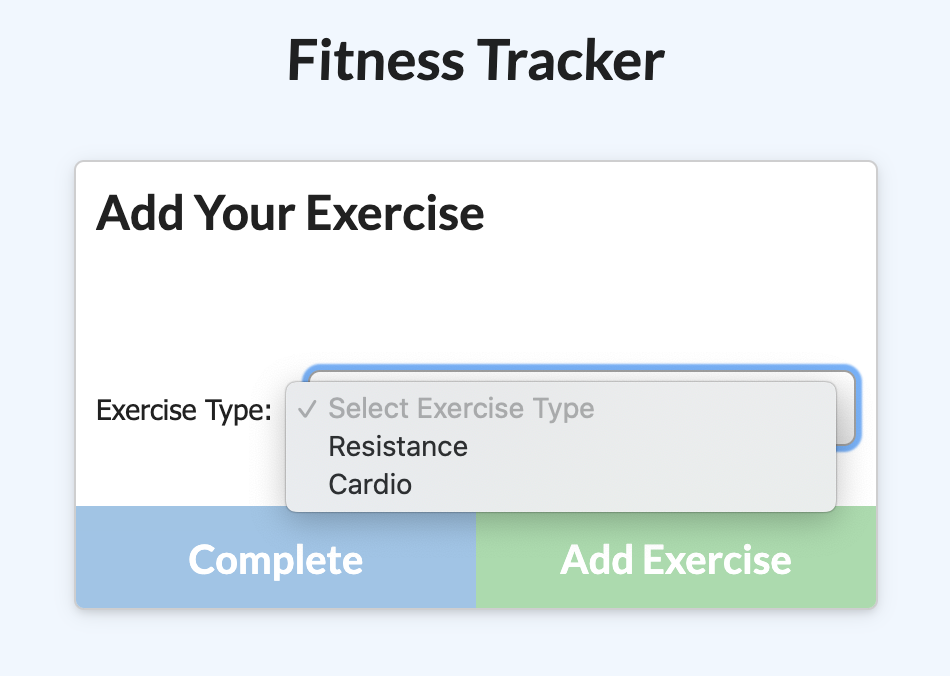 Fitness Tracker
Add Your Exercise
Exercise Type:
✓ Select Exercise Type
Resistance
Cardio
Complete
Add Exercise